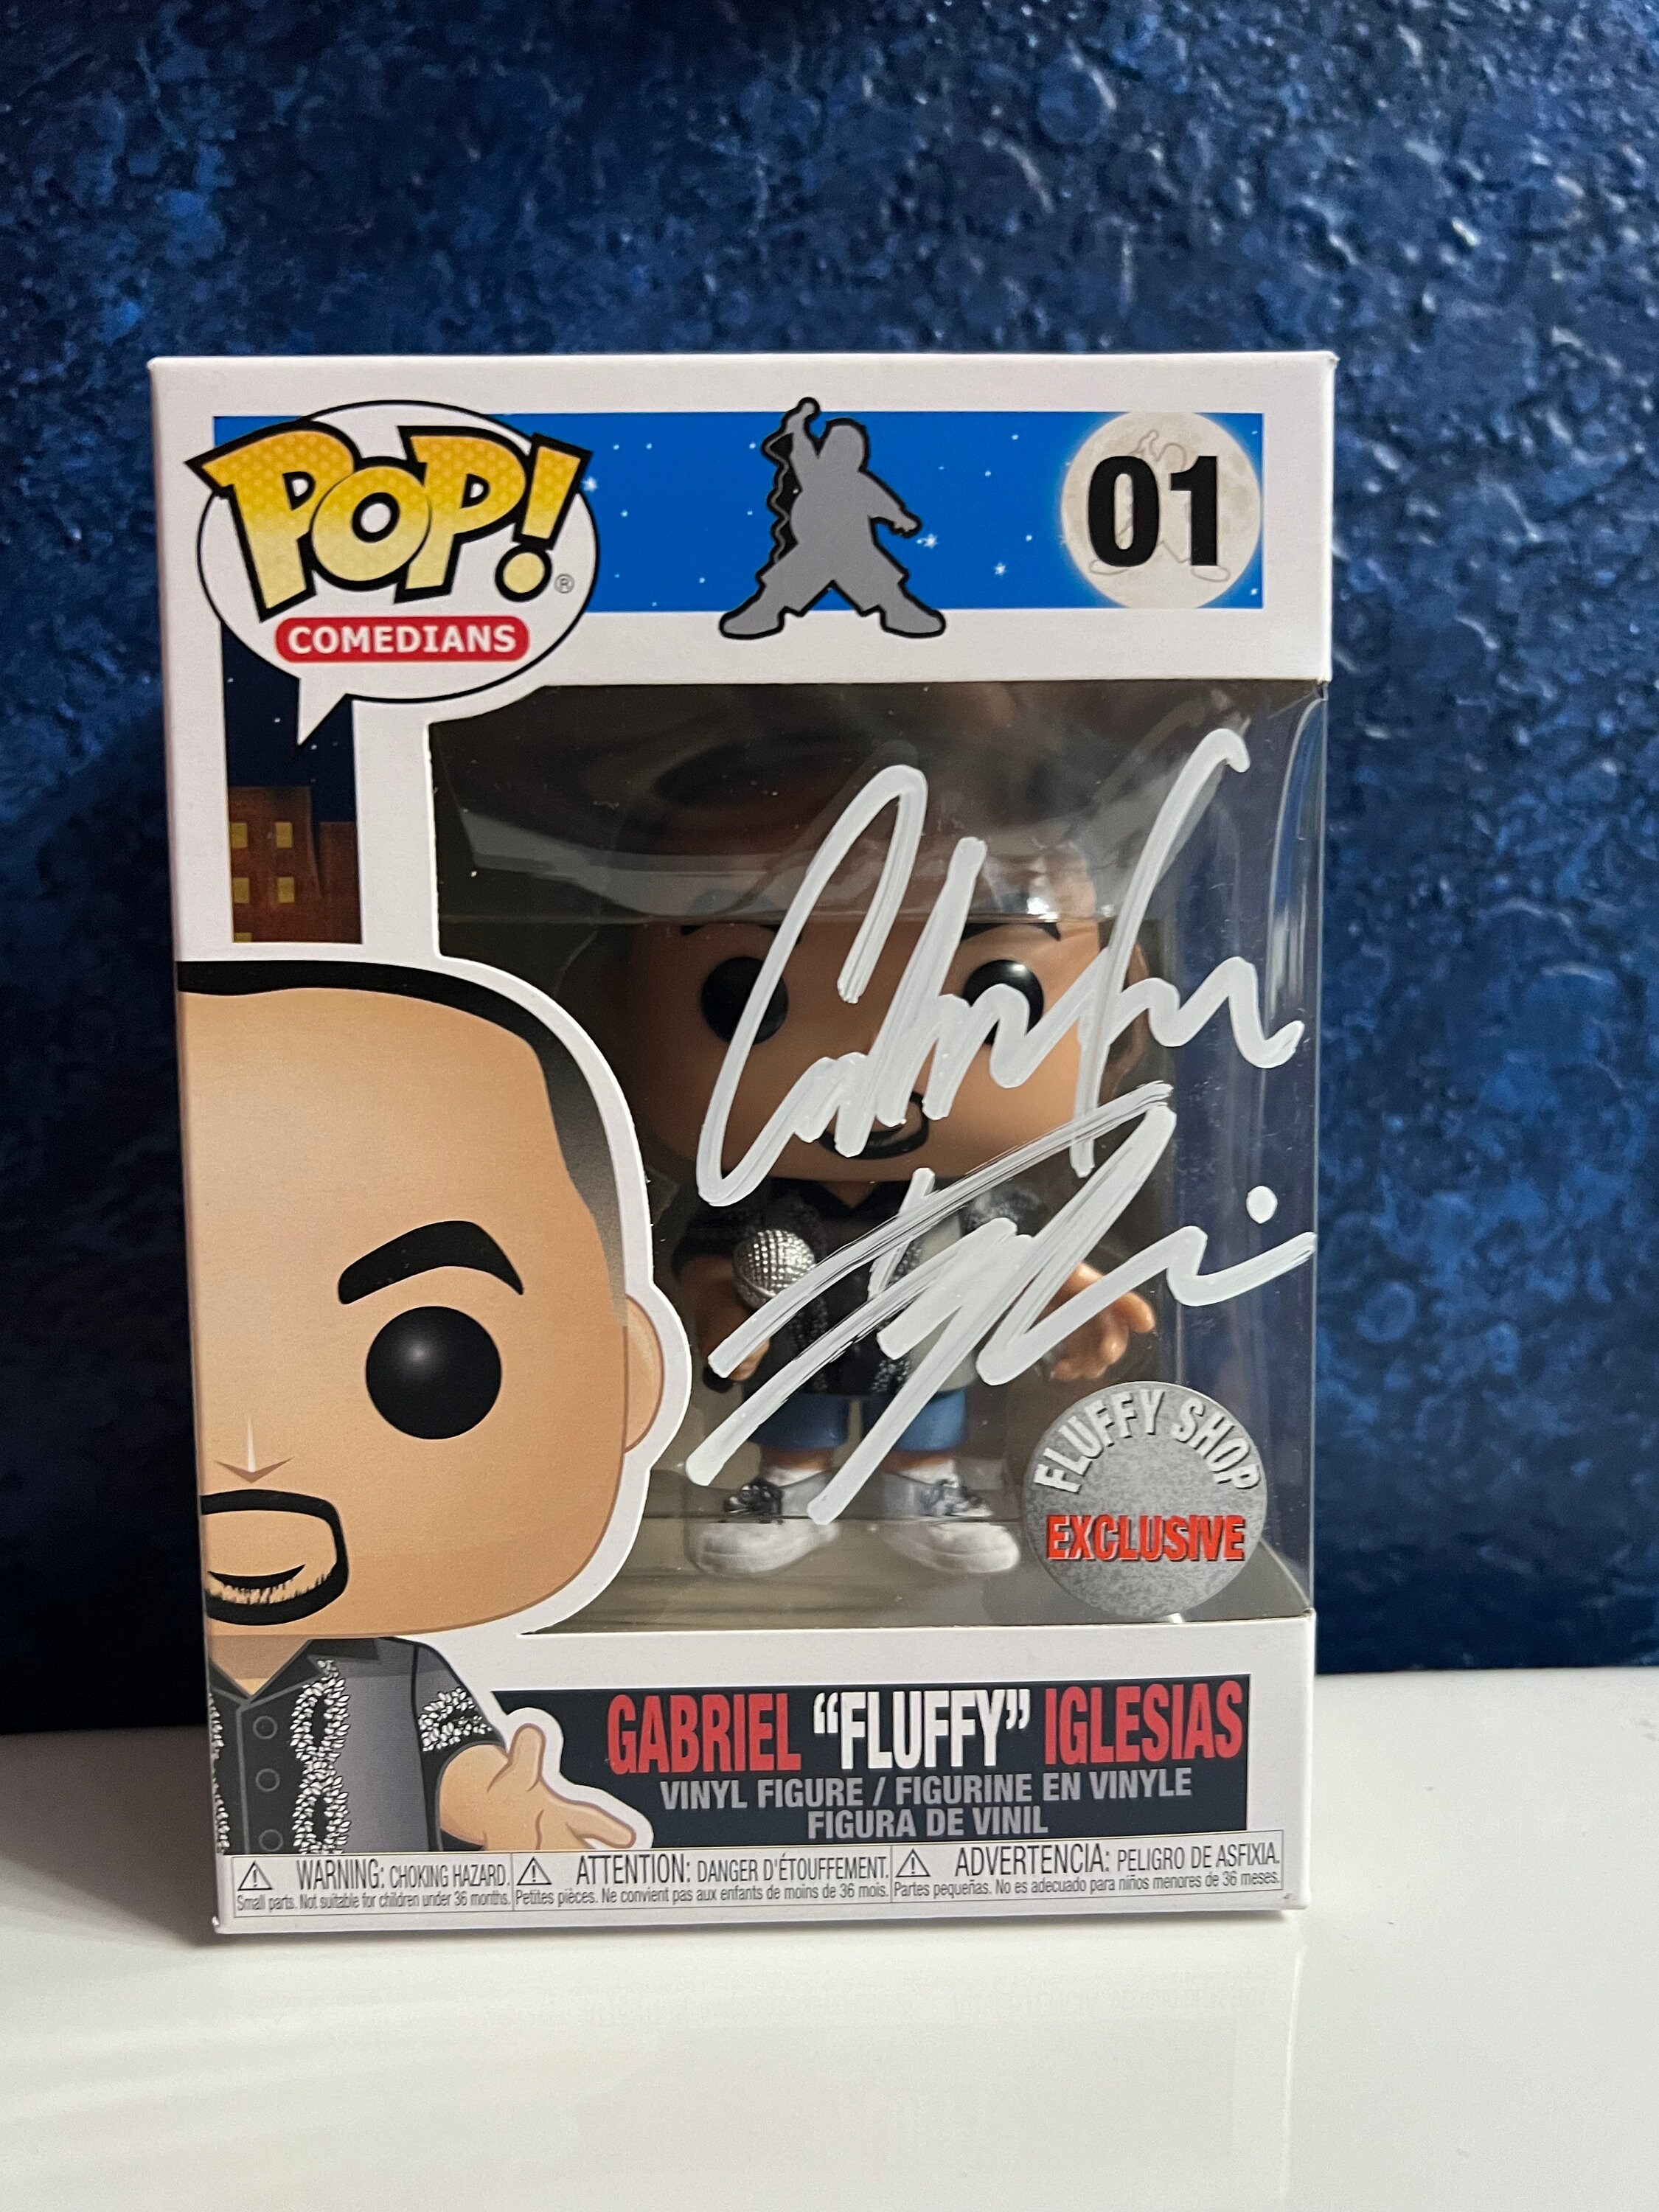 POP!®
COMEDIANS
01
FLUFFY SHOP
EXCLUSIVE
GABRIEL “FLUFFY” IGLESIAS
VINYL FIGURE / FIGURINE EN VINYLE
FIGURA DE VINIL
WARNING: CHOKING HAZARD.
Small parts. Not suitable for children under 36 months.
ATTENTION: DANGER D'ÉTOUFFEMENT.
Petites pièces. Ne convient pas aux enfants de moins de 36 mois.
ADVERTENCIA: PELIGRO DE ASFIXIA.
Partes pequeñas. No es adecuado para niños menores de 36 meses.